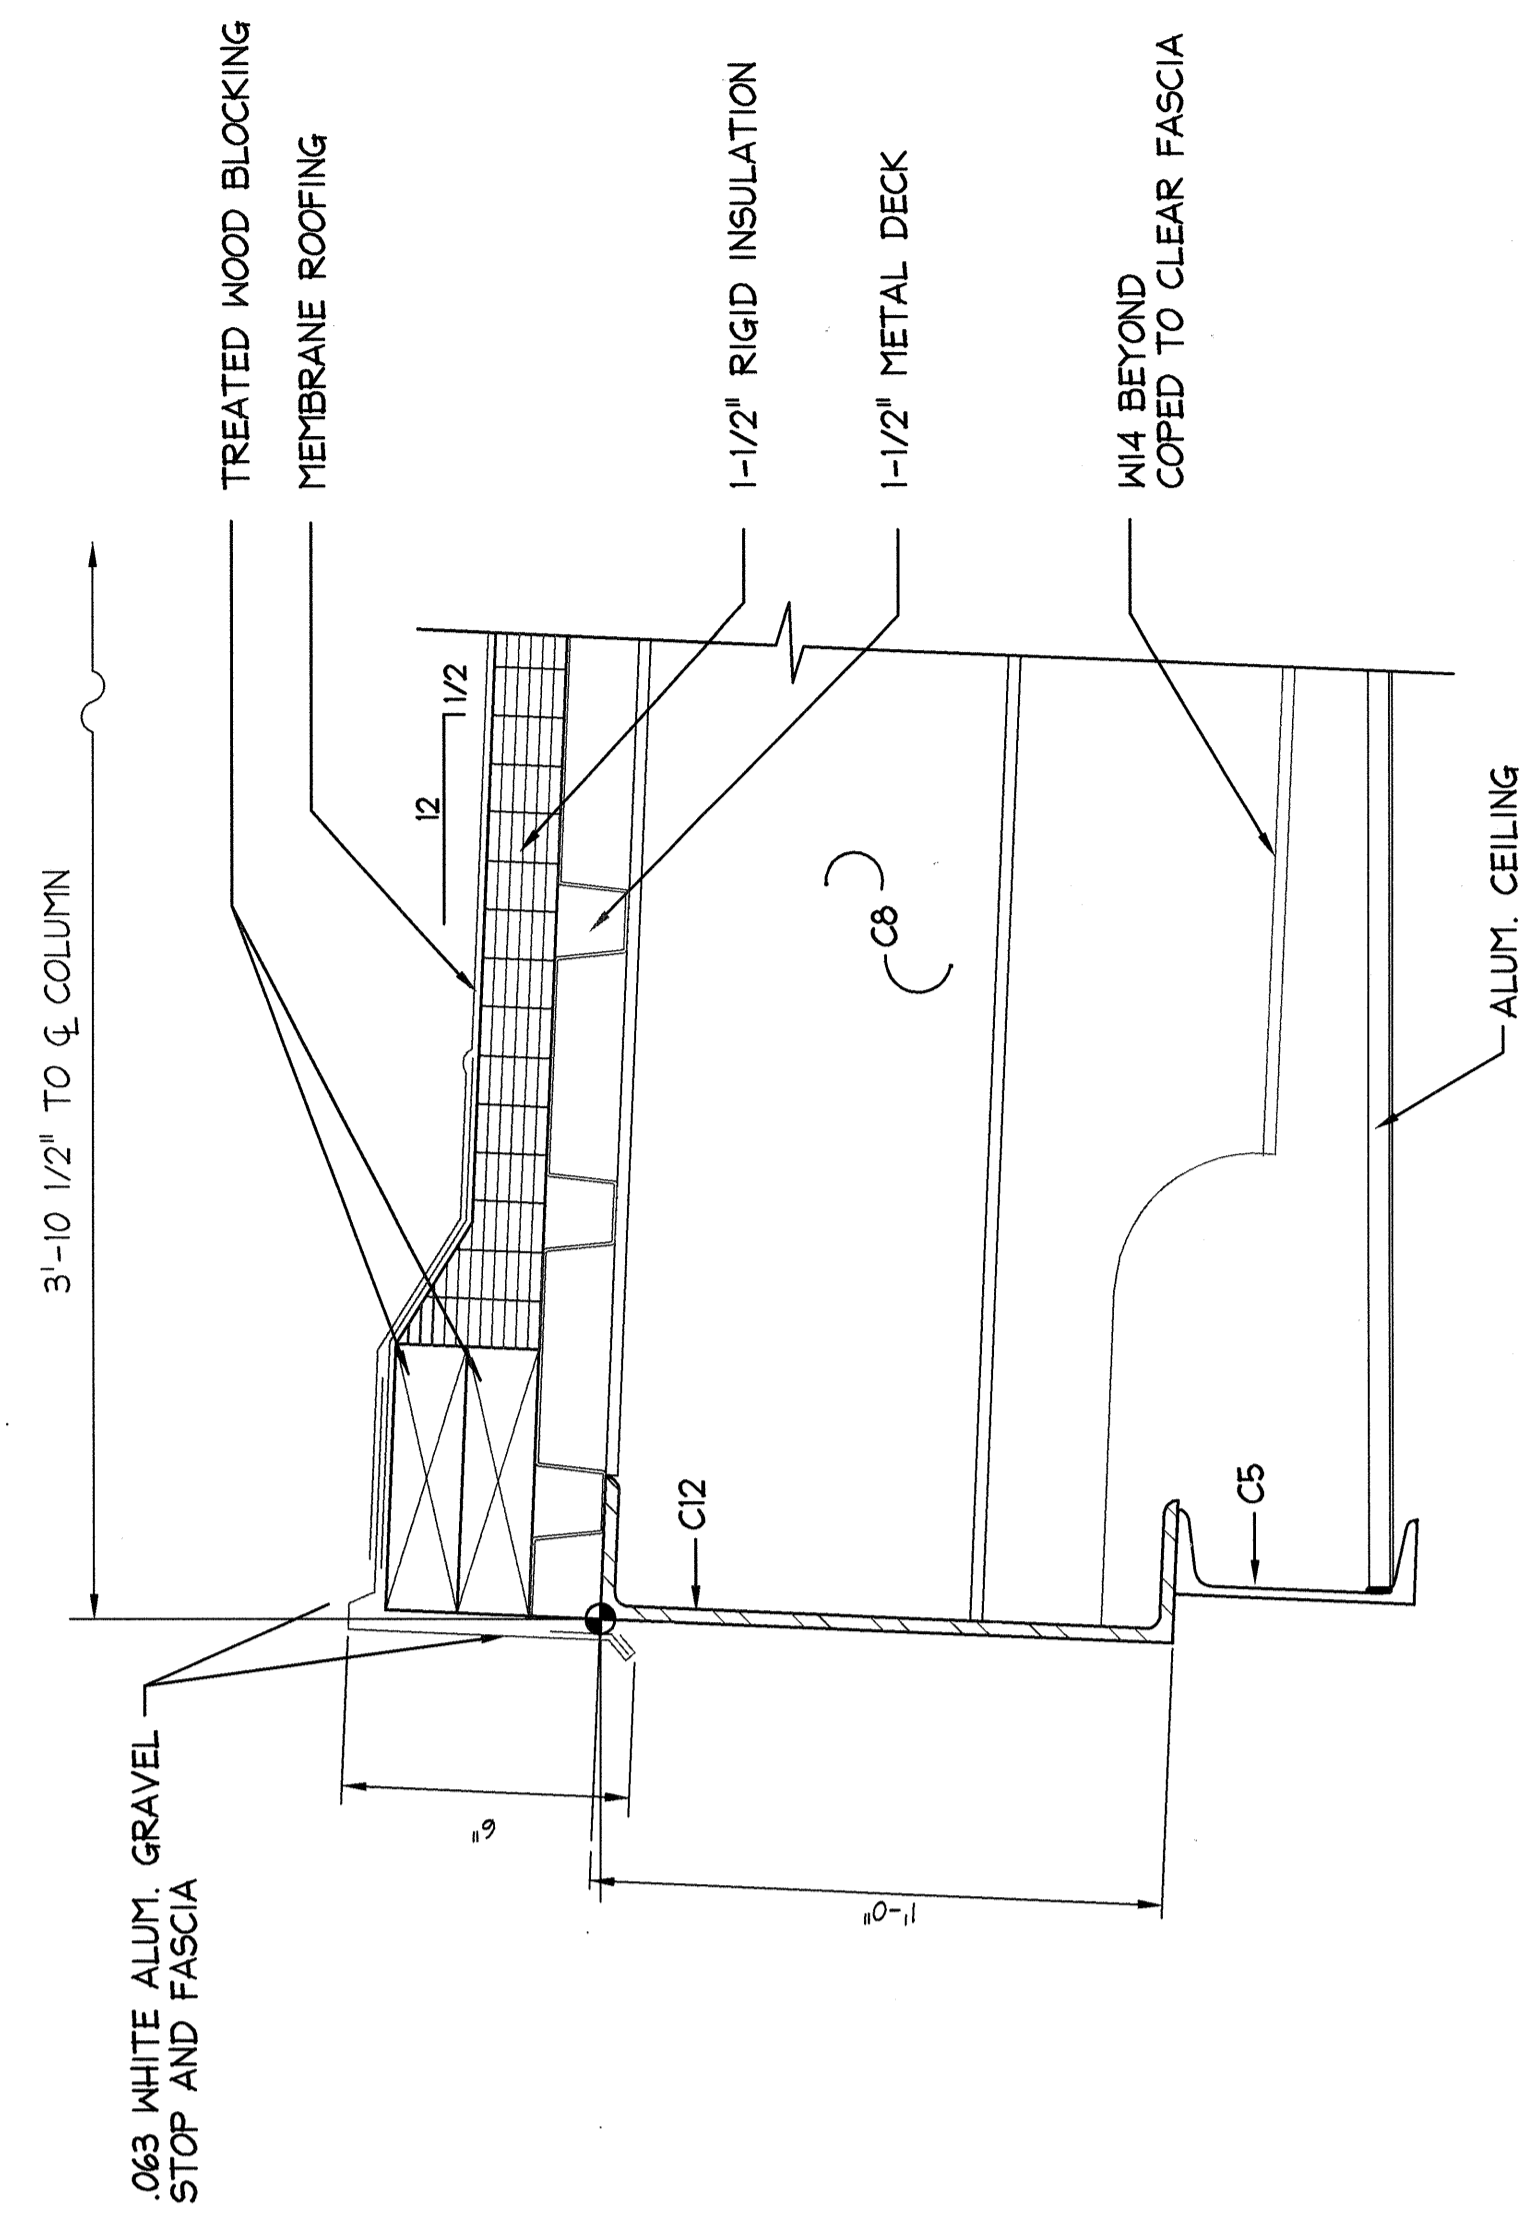 3'-10 1/2" TO ℄ COLUMN
TREATED WOOD BLOCKING
MEMBRANE ROOFING
12
1/2
1-1/2" RIGID INSULATION
1-1/2" METAL DECK
W14 BEYOND
COPED TO CLEAR FASCIA
.063 WHITE ALUM. GRAVEL
STOP AND FASCIA
6"
1'-0"
C12
C8
C5
ALUM. CEILING